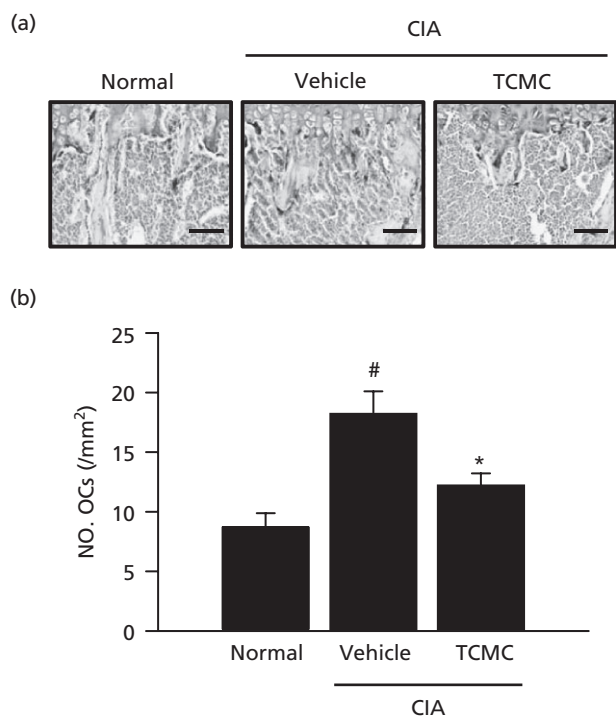 (a)
CIA
Normal
Vehicle
TCMC
(b)
NO. OCs (/mm²)
25
20
15
10
5
0
#
*
Normal
Vehicle
TCMC
CIA